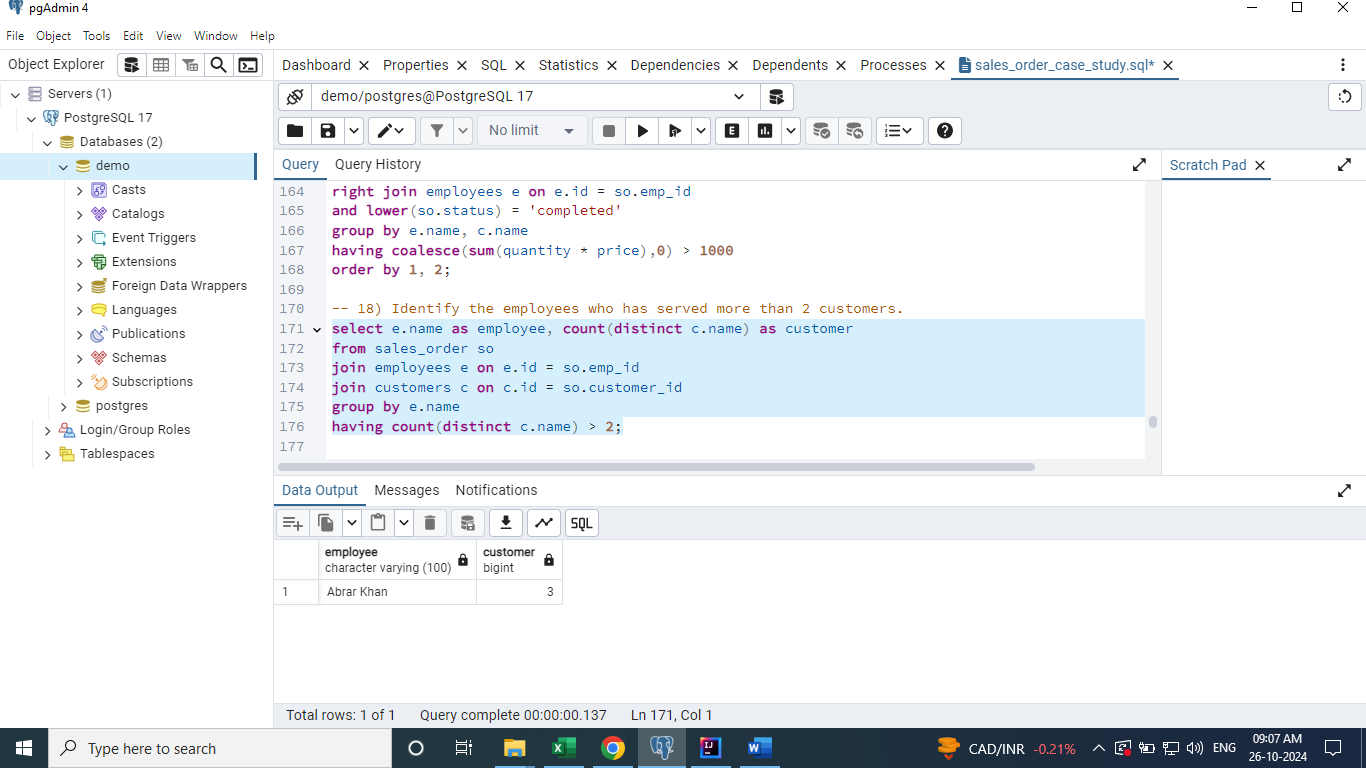 pgAdmin 4
File Object Tools Edit View Window Help
Object Explorer
Dashboard Properties SQL Statistics Dependencies Dependents Processes sales_order_case_study.sql*
Servers (1)
PostgreSQL 17
Databases (2)
demo
Casts
Catalogs
Event Triggers
Extensions
Foreign Data Wrappers
Languages
Publications
Schemas
Subscriptions
postgres
Login/Group Roles
Tablespaces
demo/postgres@PostgreSQL 17
No limit
E
Query Query History
Scratch Pad
164 right join employees e on e.id = so.emp_id
165 and lower(so.status) = 'completed'
166 group by e.name, c.name
167 having coalesce(sum(quantity * price),0) > 1000
168 order by 1, 2;
169
170 -- 18) Identify the employees who has served more than 2 customers.
171 select e.name as employee, count(distinct c.name) as customer
172 from sales_order so
173 join employees e on e.id = so.emp_id
174 join customers c on c.id = so.customer_id
175 group by e.name
176 having count(distinct c.name) > 2;
177
Data Output Messages Notifications
SQL
employee customer
character varying (100) bigint
1 Abrar Khan 3
Total rows: 1 of 1 Query complete 00:00:00.137 Ln 171, Col 1
Type here to search
CAD/INR -0.21%
ENG
09:07 AM
26-10-2024